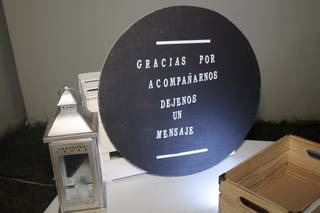 GRACIAS POR
ACOMPAÑARNOS
DEJENOS
UN
MENSAJE